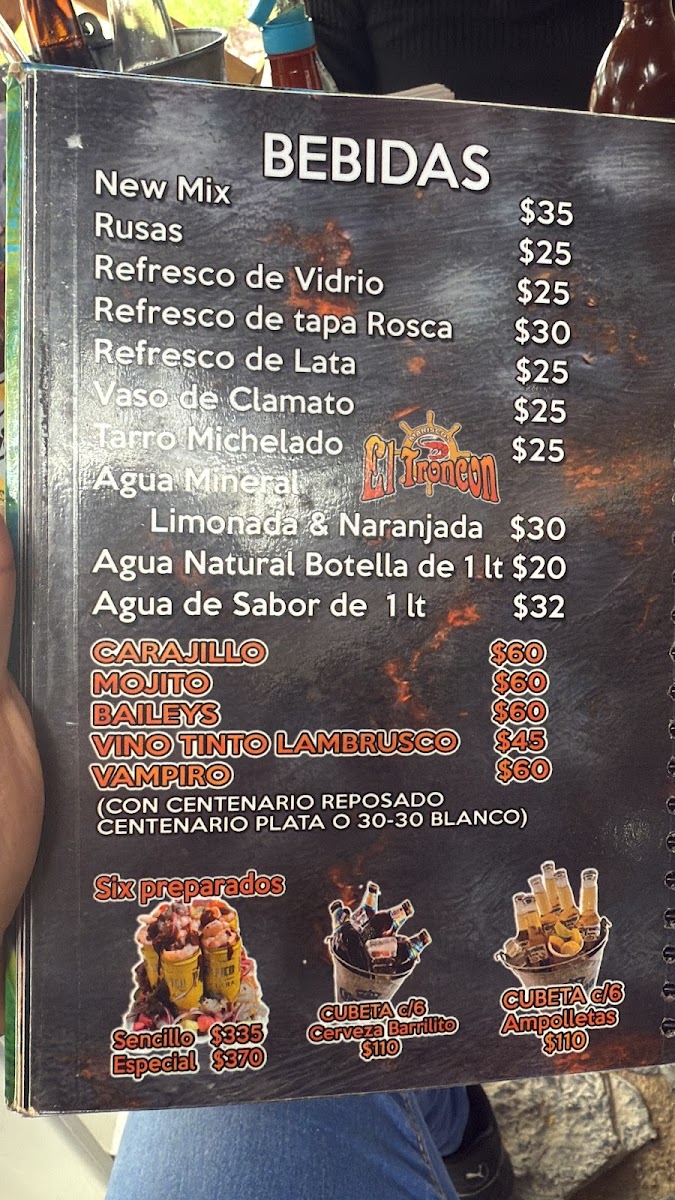 BEBIDAS
New Mix $35
Rusas $25
Refresco de Vidrio $25
Refresco de tapa Rosca $30
Refresco de Lata $25
Vaso de Clamato $25
Tarro Michelado $25
MARISCOS
El Troncon
Agua Mineral
Limonada & Naranjada $30
Agua Natural Botella de 1 lt $20
Agua de Sabor de 1 lt $32
CARAJILLO $60
MOJITO $60
BAILEYS $60
VINO TINTO LAMBRUSCO $45
VAMPIRO $60
(CON CENTENARIO REPOSADO
CENTENARIO PLATA O 30-30 BLANCO)
Six preparados
Sencillo $335
Especial $370
CUBETA c/6
Cerveza Barrilito
$110
CUBETA c/6
Ampolletas
$110